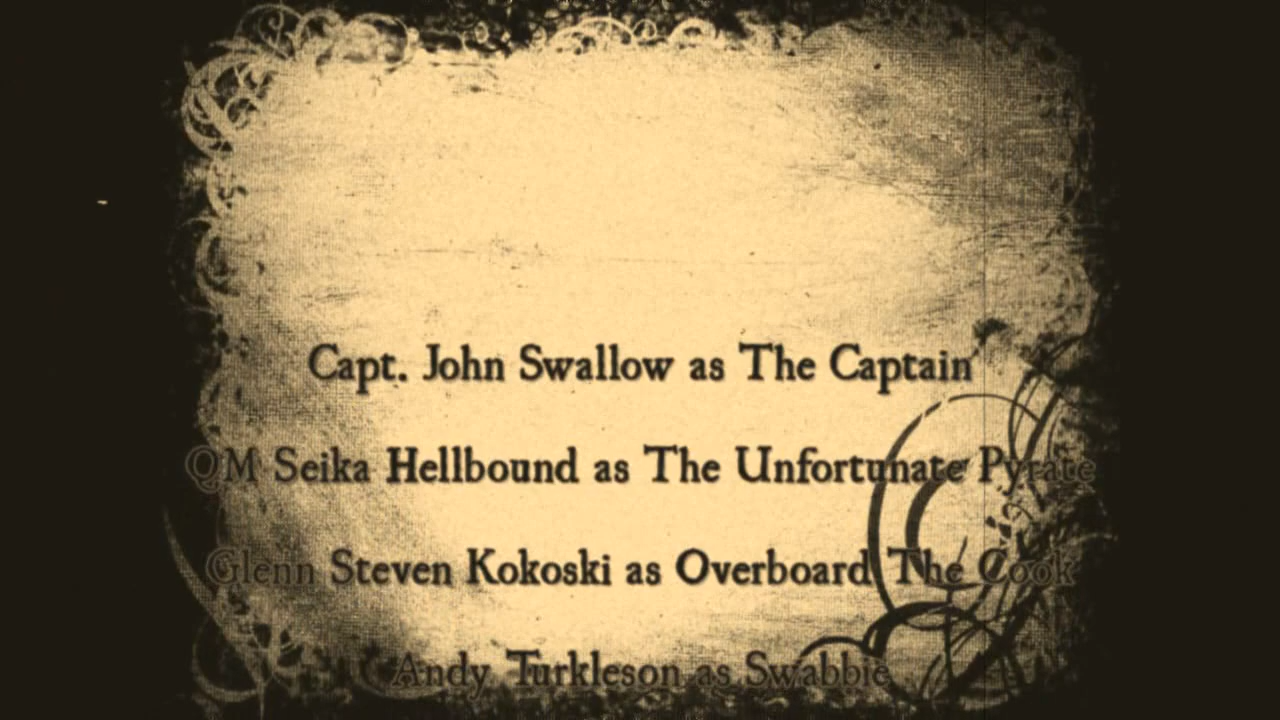 Capt. John Swallow as The Captain
QM Seika Hellbound as The Unfortunate Pyrate
Glenn Steven Kokoski as Overboard The Cook
Andy Turkleson as Swabbie